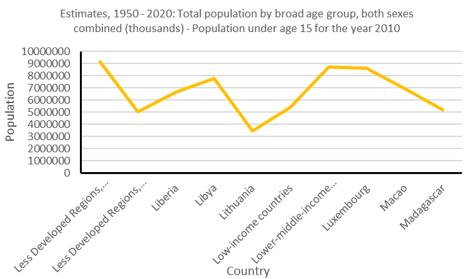 Estimates, 1950 - 2020: Total population by broad age group, both sexes
combined (thousands) - Population under age 15 for the year 2010
Population
10000000
9000000
8000000
7000000
6000000
5000000
4000000
3000000
2000000
1000000
0
Less Developed Regions,...
Less Developed Regions,...
Liberia
Libya
Lithuania
Low-income countries
Lower-middle-income...
Luxembourg
Macao
Madagascar
Country